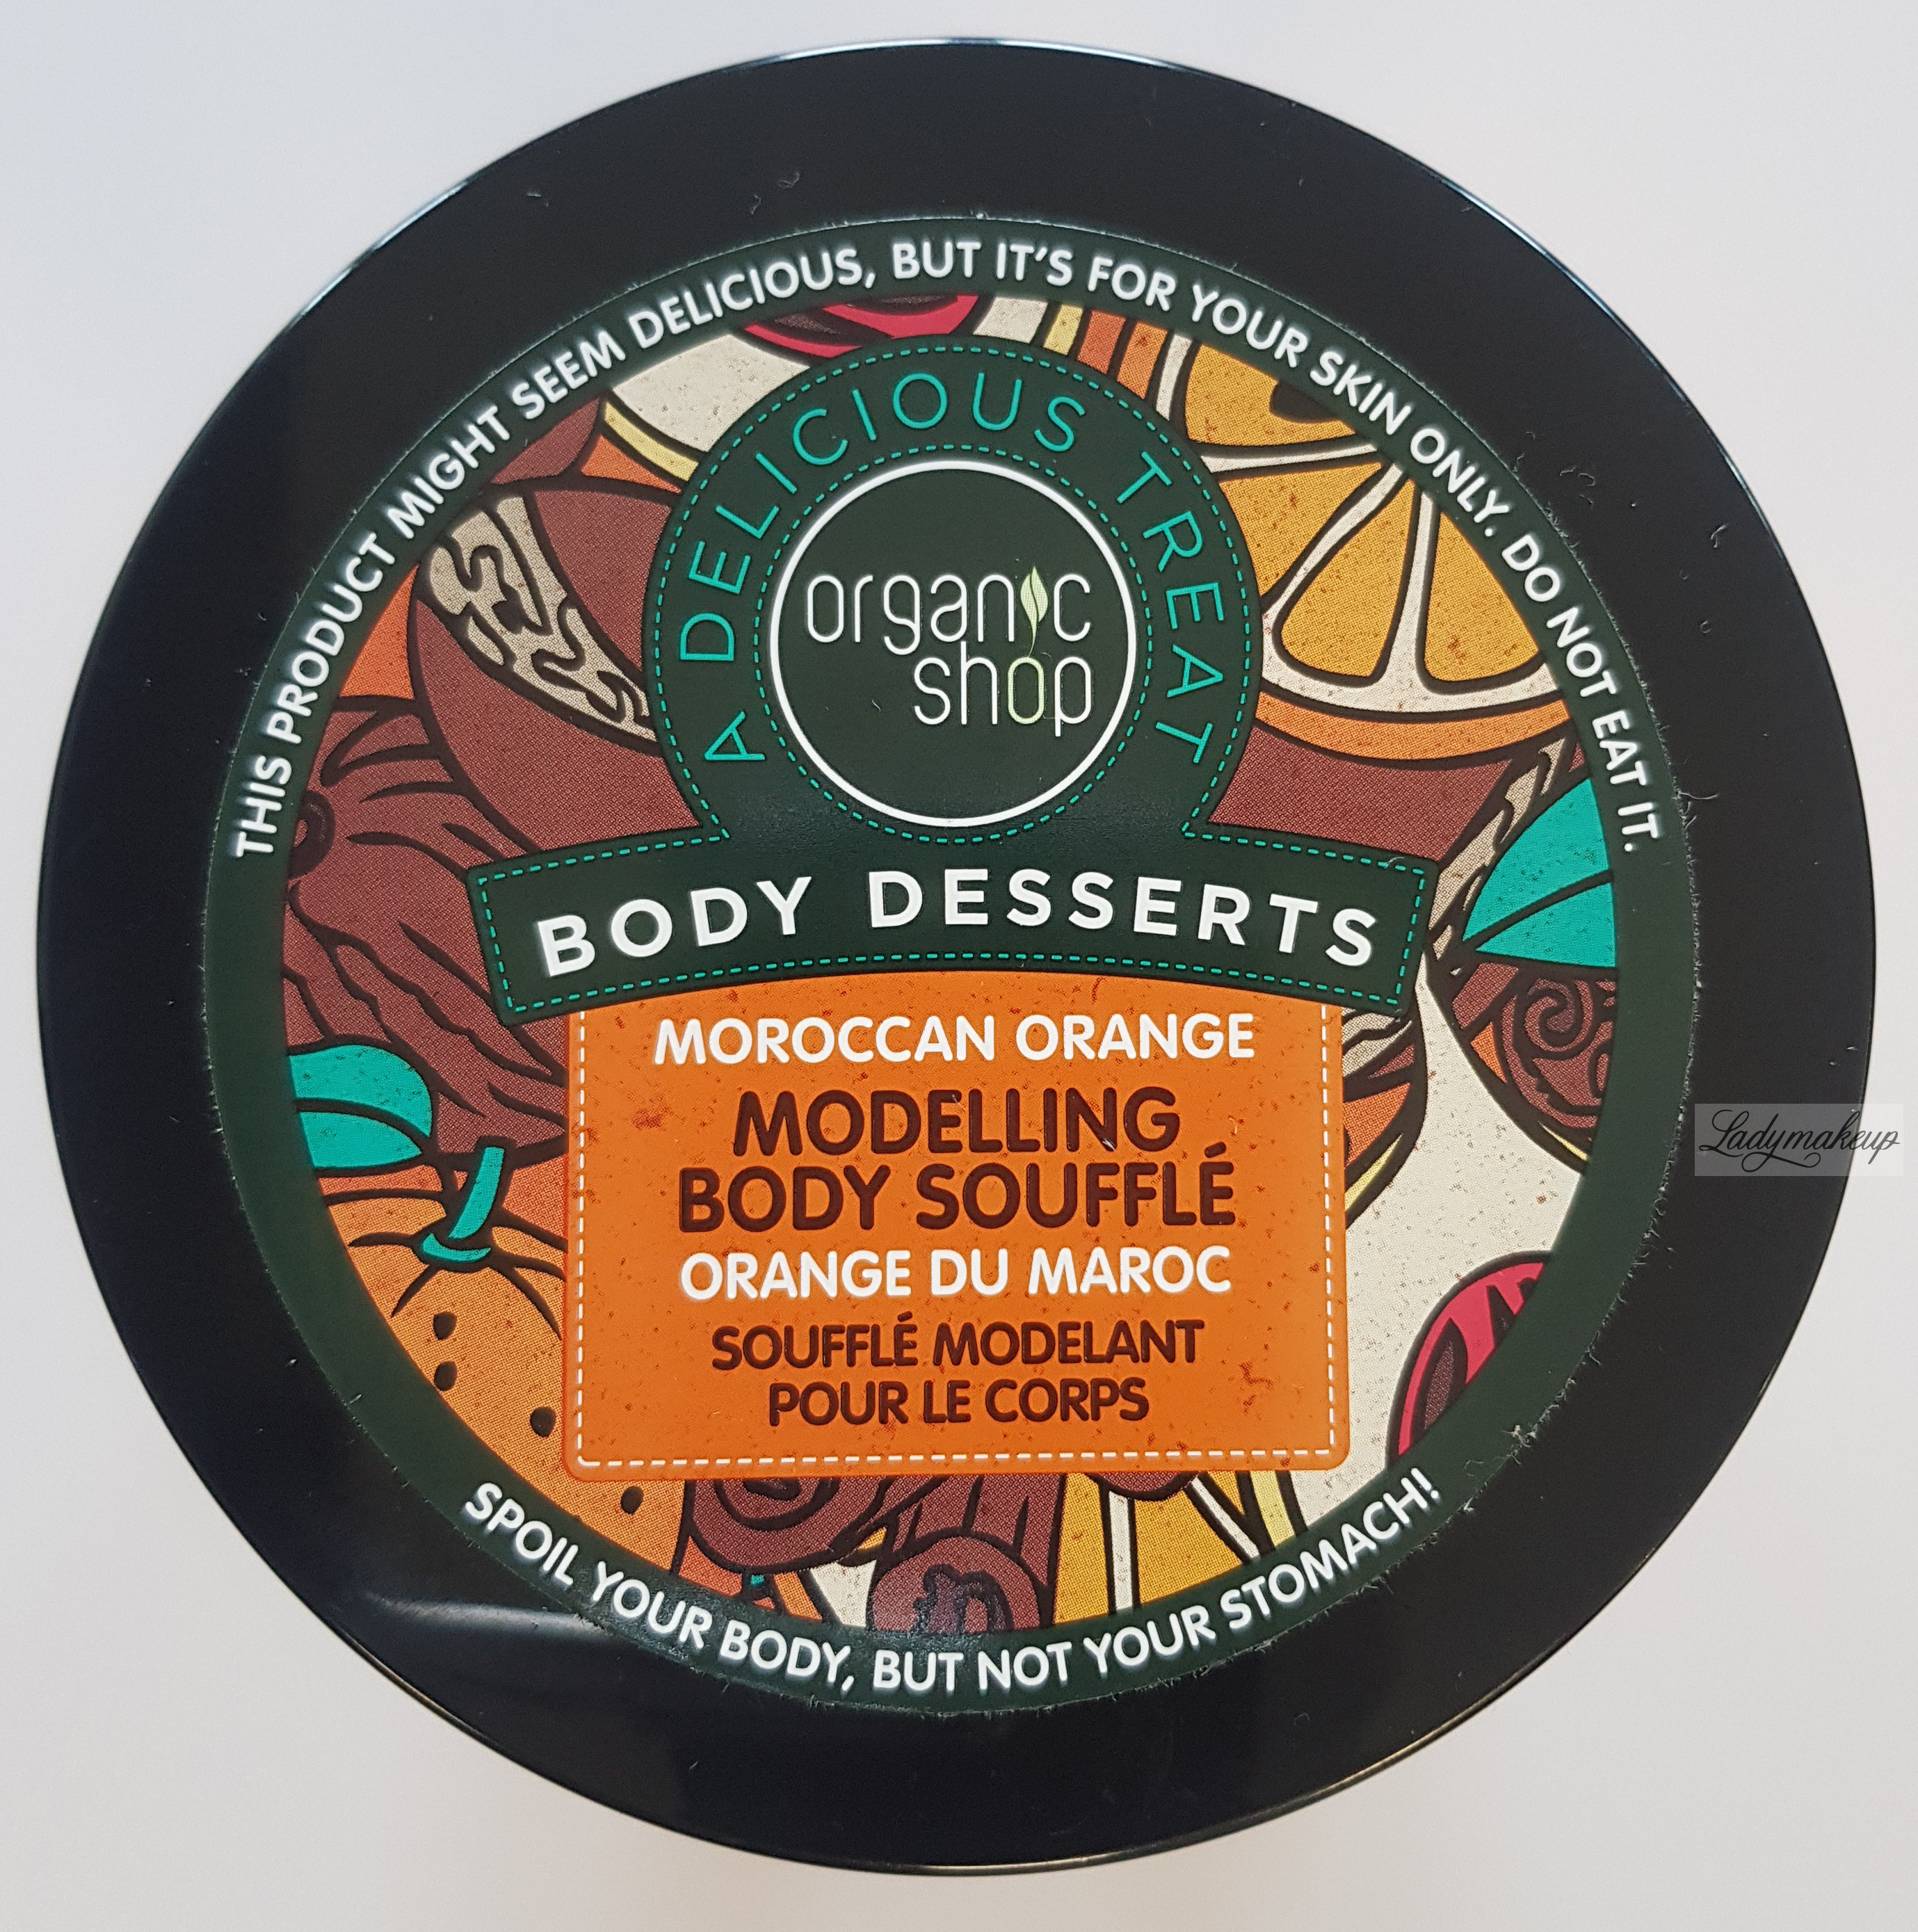 THIS PRODUCT MIGHT SEEM DELICIOUS, BUT IT'S FOR YOUR SKIN ONLY. DO NOT EAT IT.
A DELICIOUS TREAT
organic
shop
BODY DESSERTS
MOROCCAN ORANGE
MODELLING
BODY SOUFFLÉ
ORANGE DU MAROC
SOUFFLÉ MODELANT
POUR LE CORPS
SPOIL YOUR BODY, BUT NOT YOUR STOMACH!
Ladymakeup